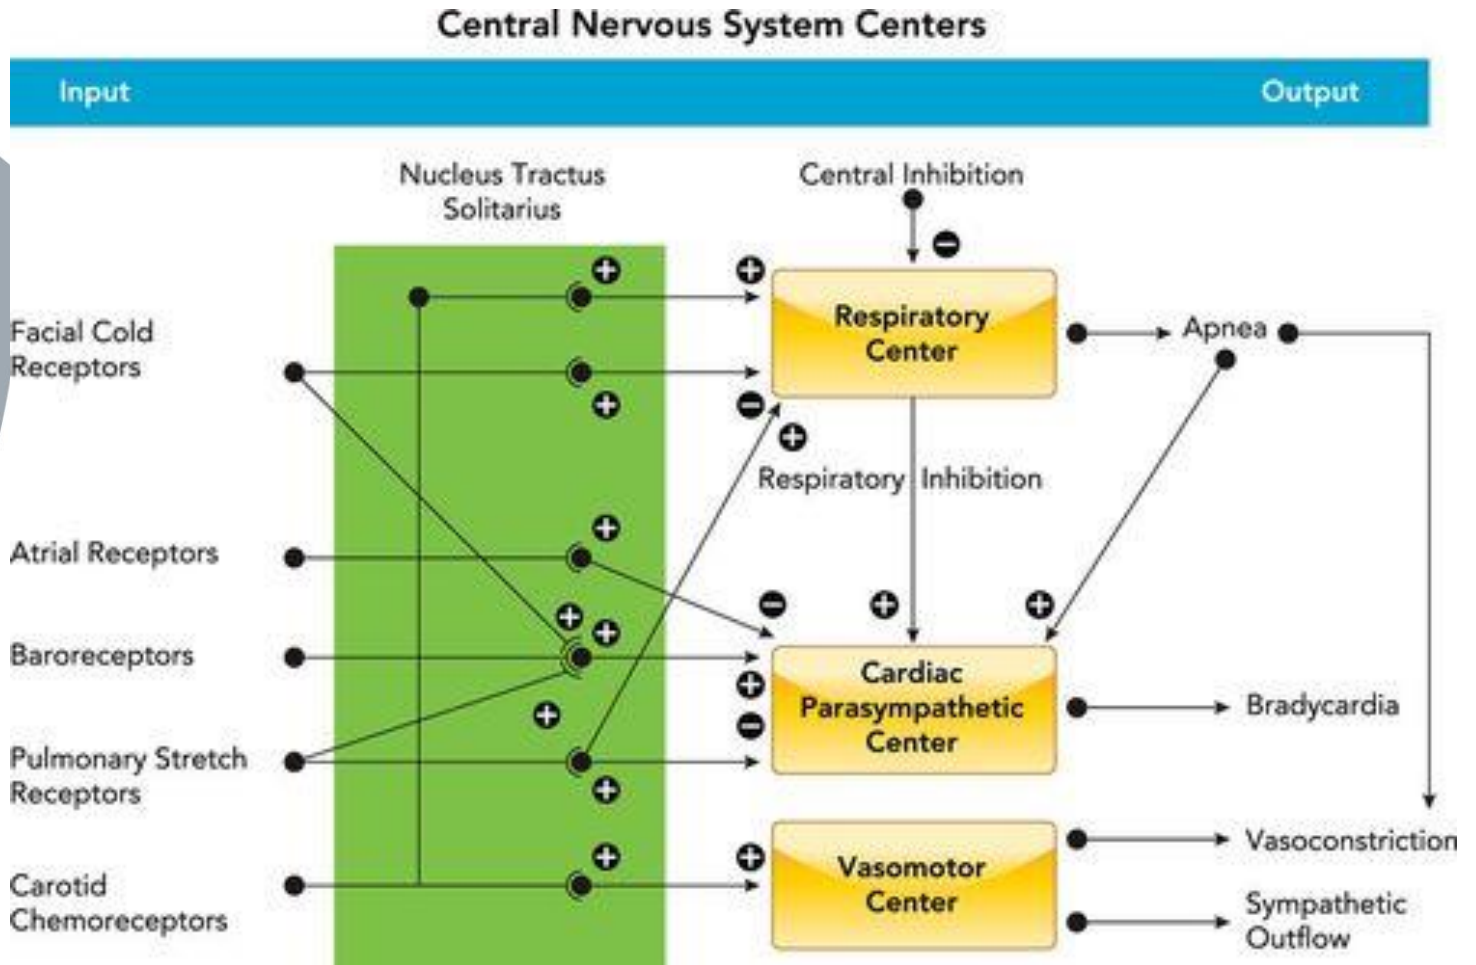 Central Nervous System Centers
Input
Output
Nucleus Tractus
Solitarius
Central Inhibition
Facial Cold
Receptors
Respiratory
Center
Apnea
Respiratory Inhibition
Atrial Receptors
Baroreceptors
Cardiac
Parasympathetic
Center
Bradycardia
Pulmonary Stretch
Receptors
Vasoconstriction
Carotid
Chemoreceptors
Vasomotor
Center
Sympathetic
Outflow